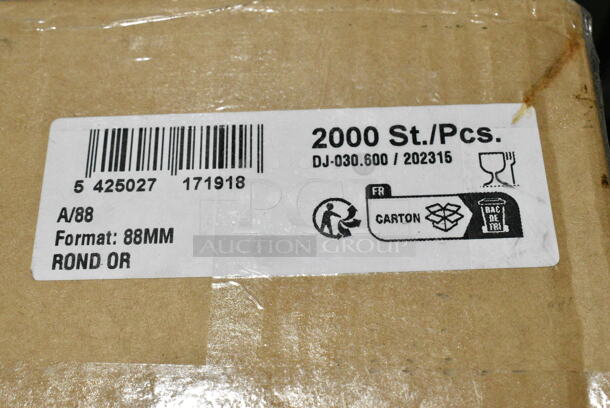 5 425027 171918
A/88
Format: 88MM
ROND OR
2000 St./Pcs.
DJ-030.600 / 202315
FR
CARTON
BAC
DE
TRI
AUCTION GROUP